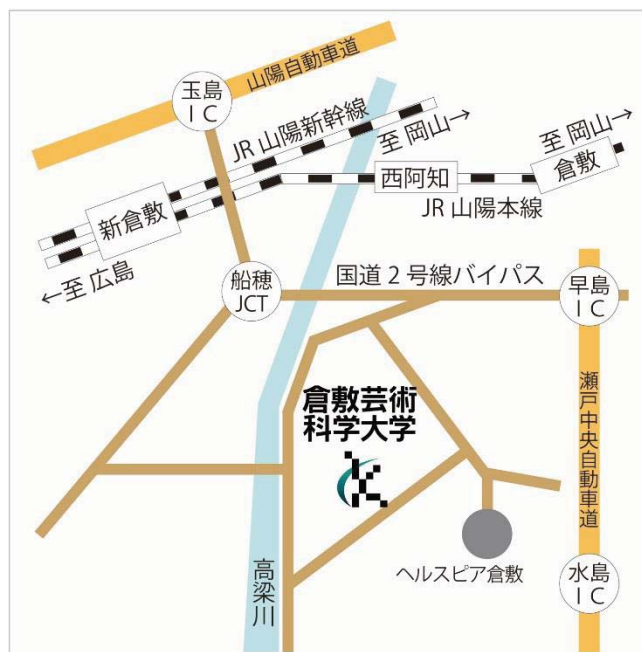 山陽自動車道
玉島
IC
JR山陽新幹線
至 岡山→
至 岡山→
倉敷
西阿知
新倉敷
JR山陽本線
←至 広島
船穂
JCT
国道2号線バイパス
早島
IC
倉敷芸術
科学大学
瀬戸中央自動車道
ヘルスピア倉敷
高梁川
水島
IC